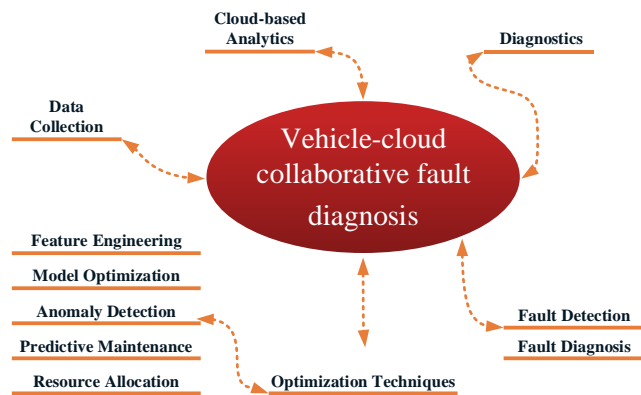 Cloud-based
Analytics
Diagnostics
Data
Collection
Vehicle-cloud
collaborative fault
diagnosis
Feature Engineering
Model Optimization
Anomaly Detection
Predictive Maintenance
Resource Allocation
Optimization Techniques
Fault Detection
Fault Diagnosis